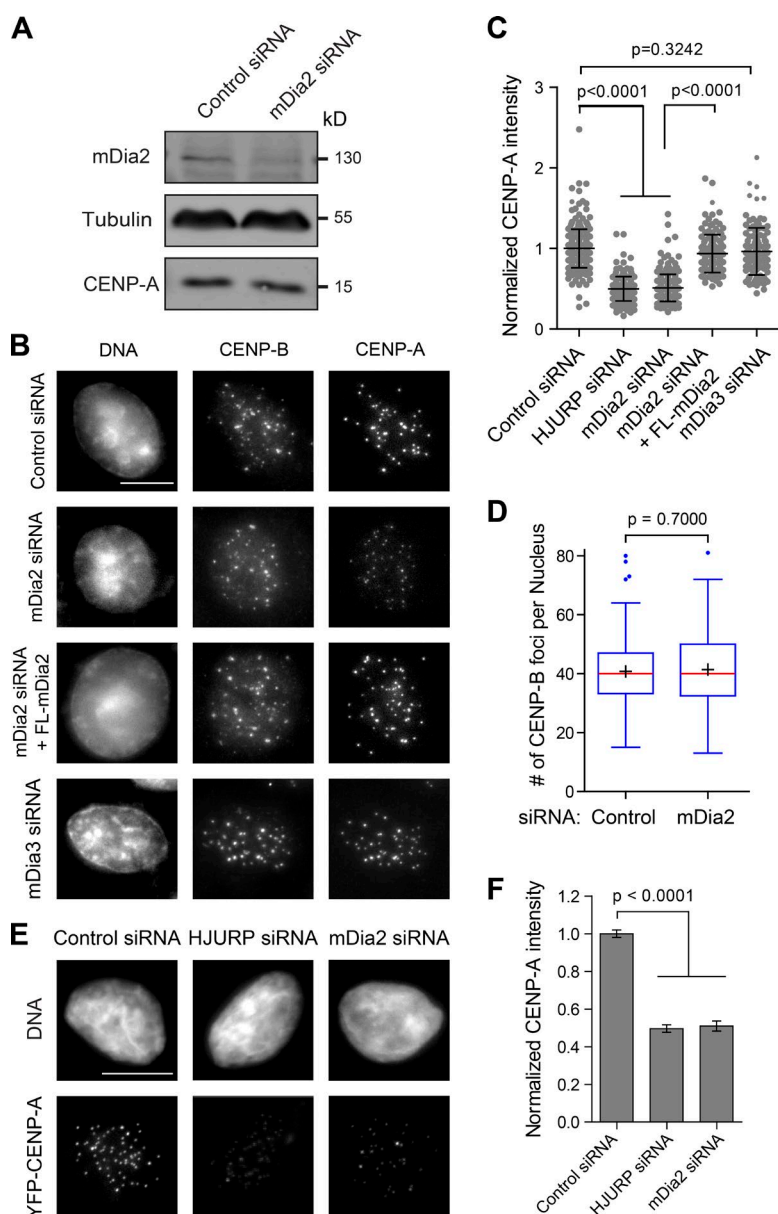 A
Control siRNA
mDia2 siRNA
kD
mDia2
130
Tubulin
55
CENP-A
15
B
DNA
CENP-B
CENP-A
Control siRNA
mDia2 siRNA
mDia2 siRNA
+ FL-mDia2
mDia3 siRNA
C
p=0.3242
p<0.0001
p<0.0001
Normalized CENP-A intensity
3
2
1
0
Control siRNA
HJURP siRNA
mDia2 siRNA
mDia2 siRNA
+ FL-mDia2
mDia3 siRNA
D
p = 0.7000
# of CENP-B foci per Nucleus
80
60
40
20
0
siRNA: Control mDia2
E
Control siRNA HJURP siRNA mDia2 siRNA
DNA
YFP-CENP-A
F
p < 0.0001
Normalized CENP-A intensity
1.2
1.0
0.8
0.6
0.4
0.2
0.0
Control siRNA
HJURP siRNA
mDia2 siRNA